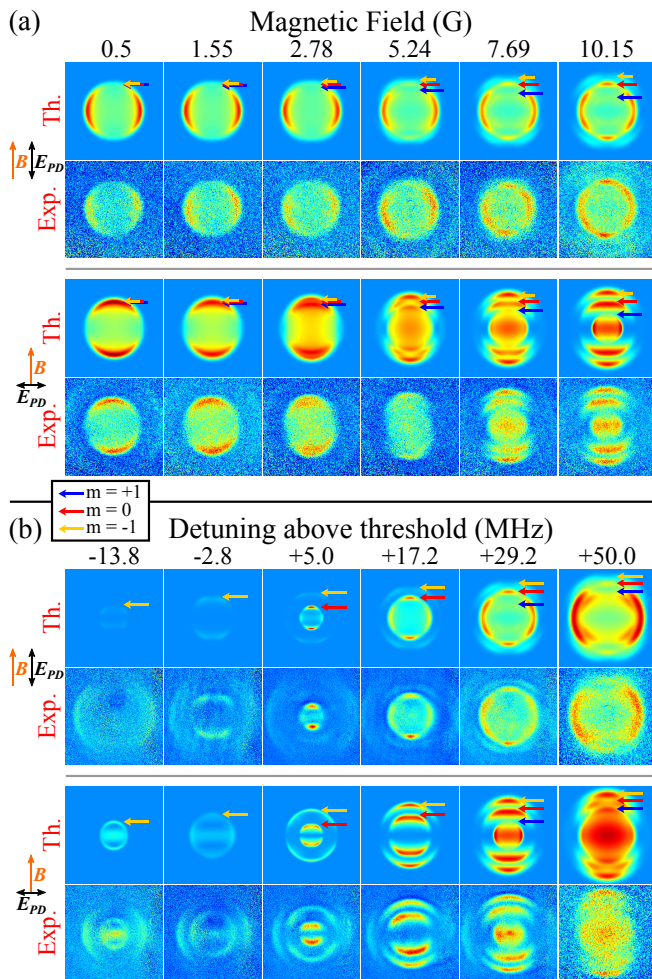 (a) Magnetic Field (G)
0.5 1.55 2.78 5.24 7.69 10.15
Th.
B E_PD
Exp.
Th.
B
E_PD
Exp.
m = +1
m = 0
m = -1
(b) Detuning above threshold (MHz)
-13.8 -2.8 +5.0 +17.2 +29.2 +50.0
Th.
B E_PD
Exp.
Th.
B
E_PD
Exp.